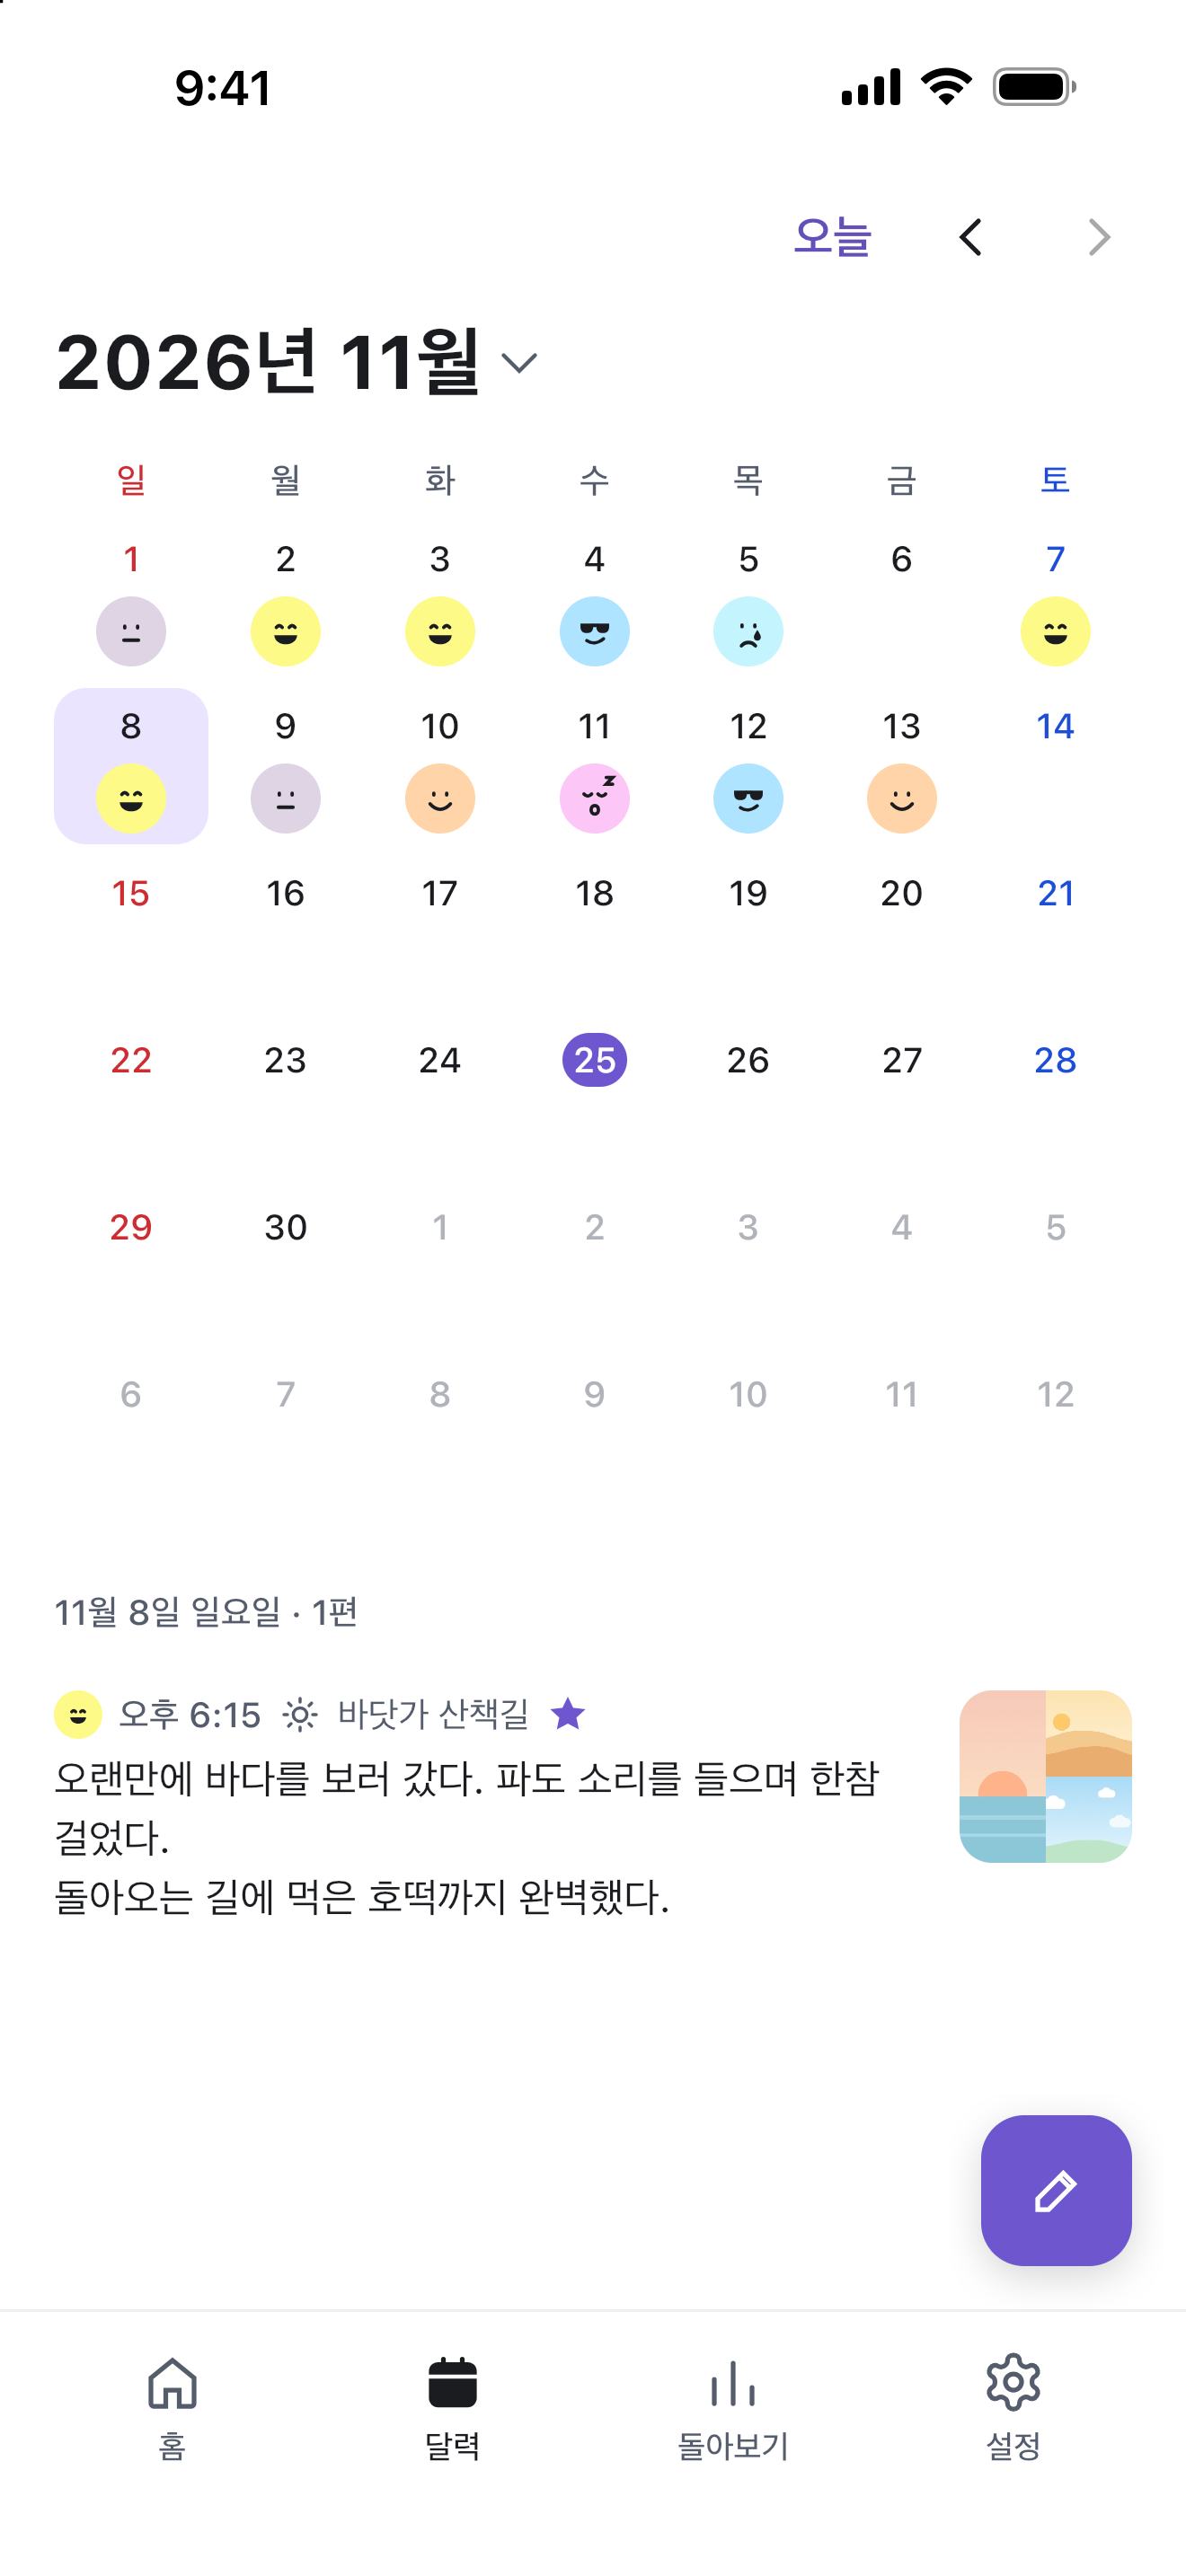 9:41
오늘
2026년 11월
일 월 화 수 목 금 토
1 2 3 4 5 6 7
8 9 10 11 12 13 14
15 16 17 18 19 20 21
22 23 24 25 26 27 28
29 30 1 2 3 4 5
6 7 8 9 10 11 12
11월 8일 일요일 · 1편
오후 6:15 바닷가 산책길
오랜만에 바다를 보러 갔다. 파도 소리를 들으며 한참
걸었다.
돌아오는 길에 먹은 호떡까지 완벽했다.
홈 달력 돌아보기 설정